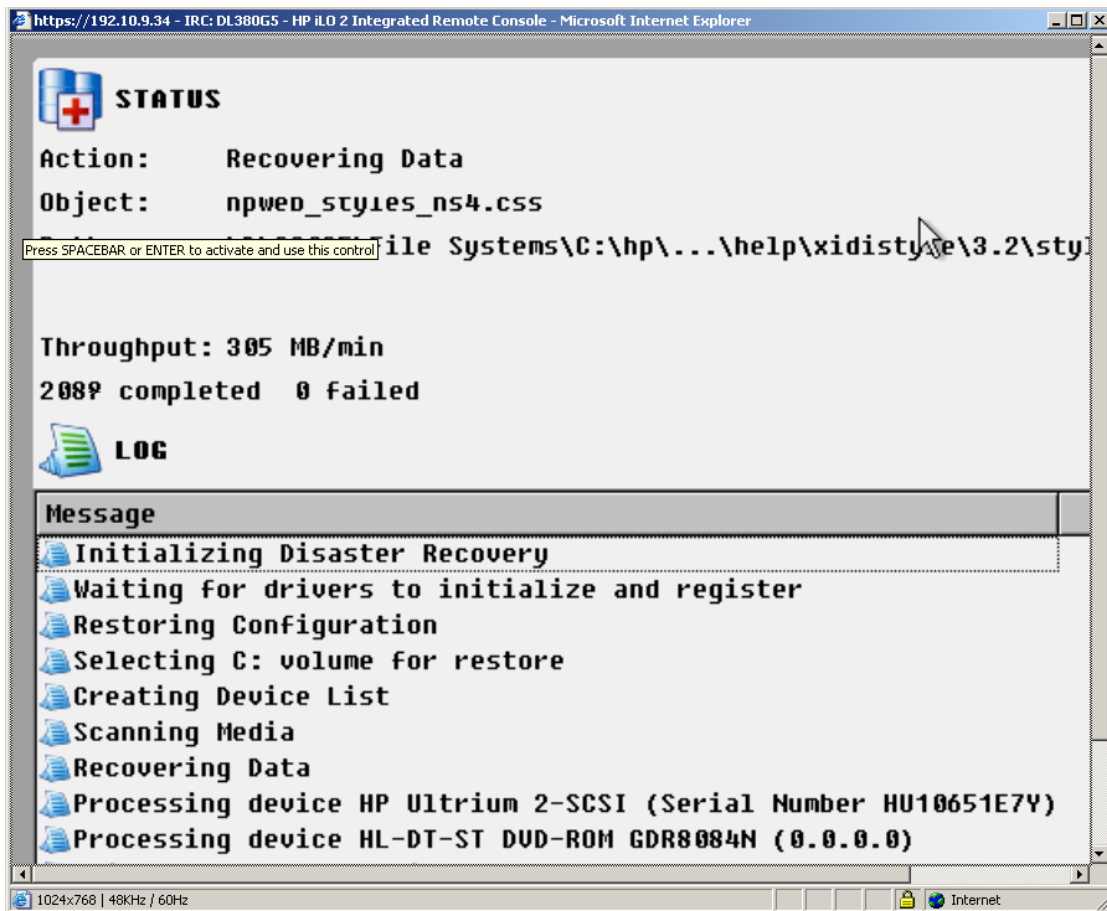 https://192.10.9.34 - IRC: DL380G5 - HP iLO 2 Integrated Remote Console - Microsoft Internet Explorer
STATUS
Action: Recovering Data
Object: npweb_styles_ns4.css
Press SPACEBAR or ENTER to activate and use this control
ile Systems\C:\hp\...\help\xidistyle\3.2\styl
Throughput: 305 MB/min
completed 0 failed
LOG
Message
Initializing Disaster Recovery
Waiting for drivers to initialize and register
Restoring Configuration
Selecting C: volume for restore
Creating Device List
Scanning Media
Recovering Data
Processing device HP Ultrium 2-SCSI (Serial Number HU10651E7Y)
Processing device HL-DT-ST DVD-ROM GDR8084N (0.0.0.0)
1024x768 | 48KHz / 60Hz
Internet